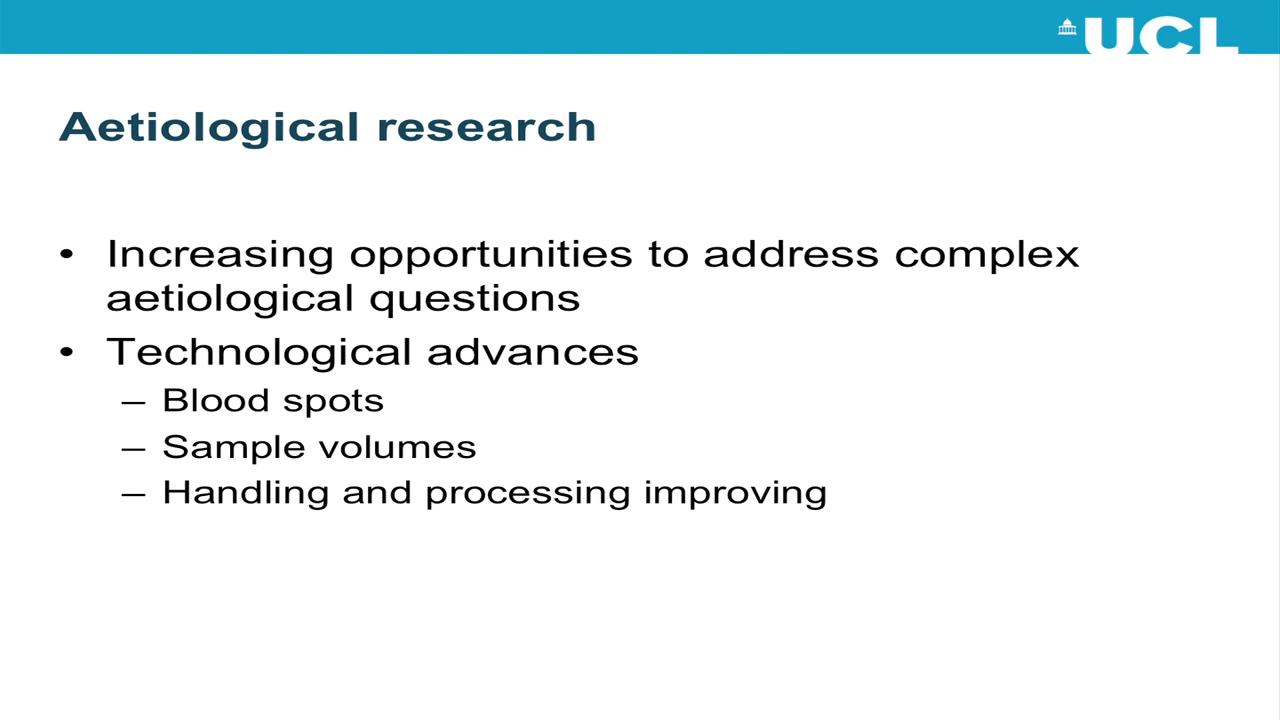 UCL
Aetiological research
• Increasing opportunities to address complex
aetiological questions
• Technological advances
– Blood spots
– Sample volumes
– Handling and processing improving